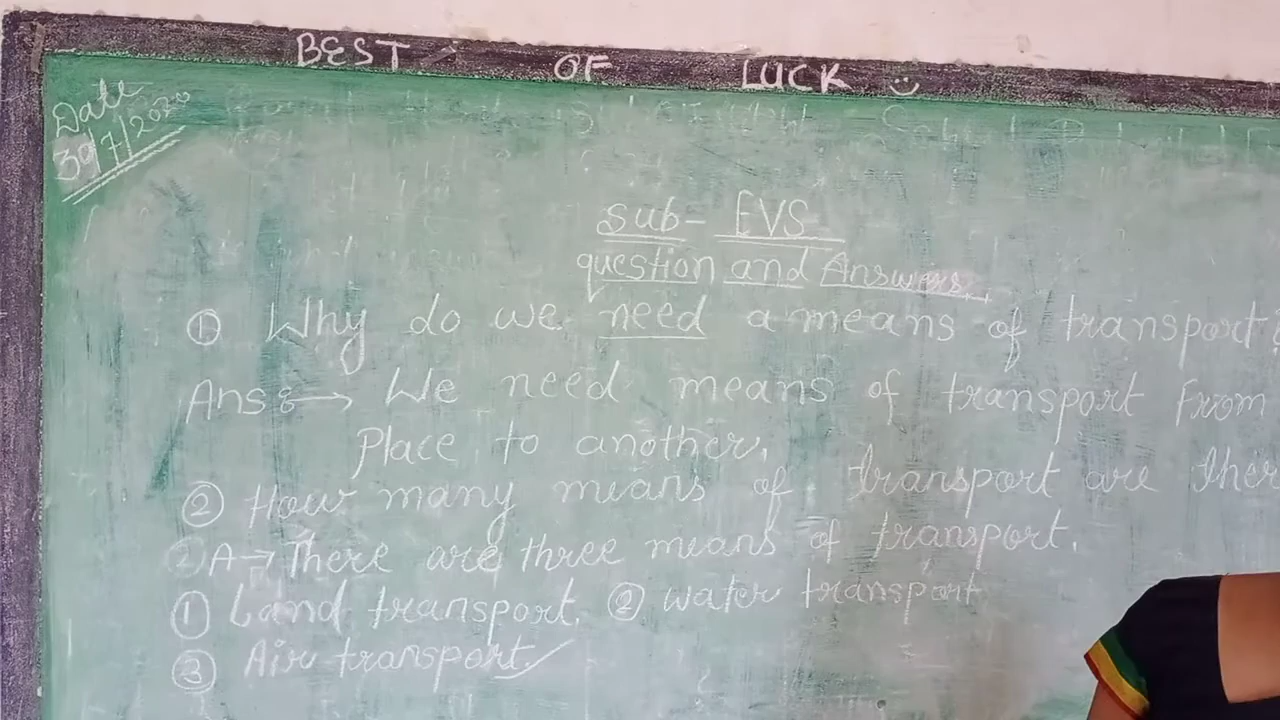 BEST OF LUCK
Date
30/7/2020
Sub- EVS
question and Answers
① Why do we need a means of transport?
Ans:→ We need means of transport From
Place to another.
② How many means of transport are ther
A→ There are three means of transport.
① Land transport. ② water transport
③ Air transport.